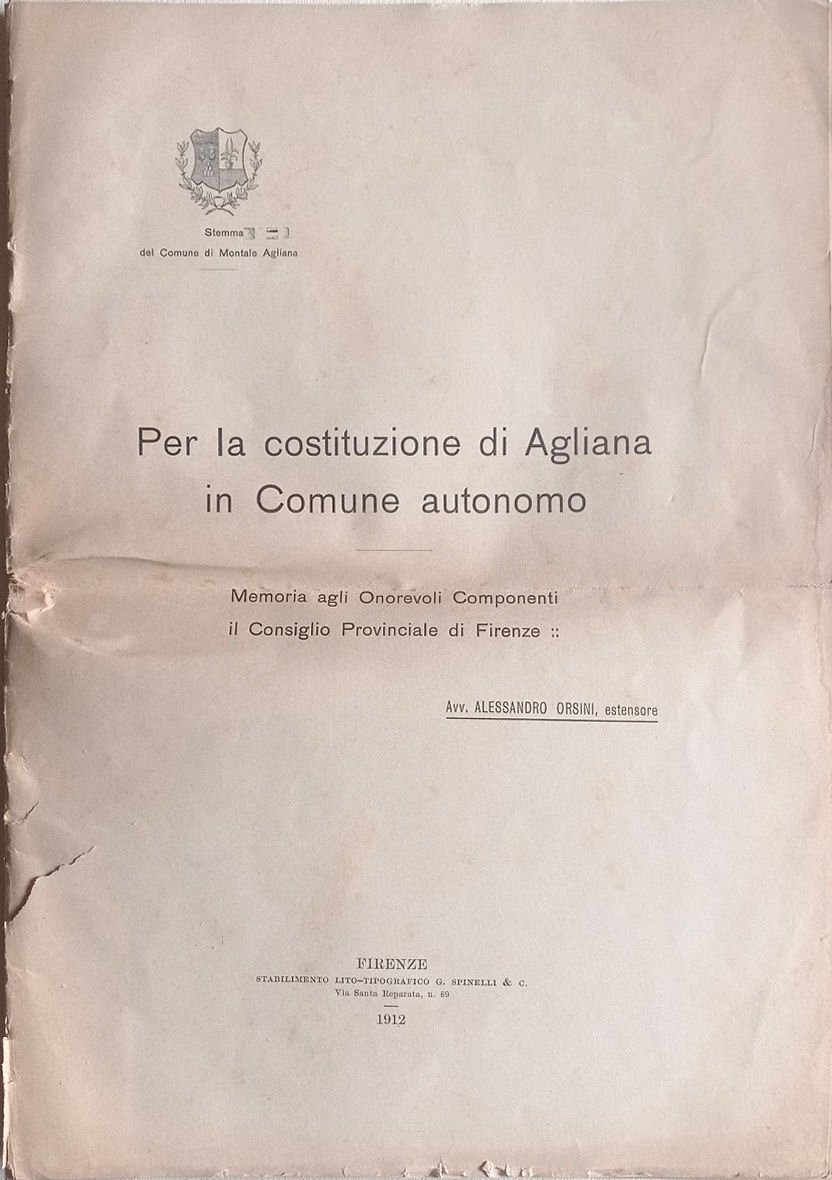 Stemma
del Comune di Montale Agliana
Per la costituzione di Agliana
in Comune autonomo
Memoria agli Onorevoli Componenti
il Consiglio Provinciale di Firenze ::
Avv. ALESSANDRO ORSINI, estensore
FIRENZE
STABILIMENTO LITO-TIPOGRAFICO G. SPINELLI & C.
Via Santa Reparata, n. 89
1912